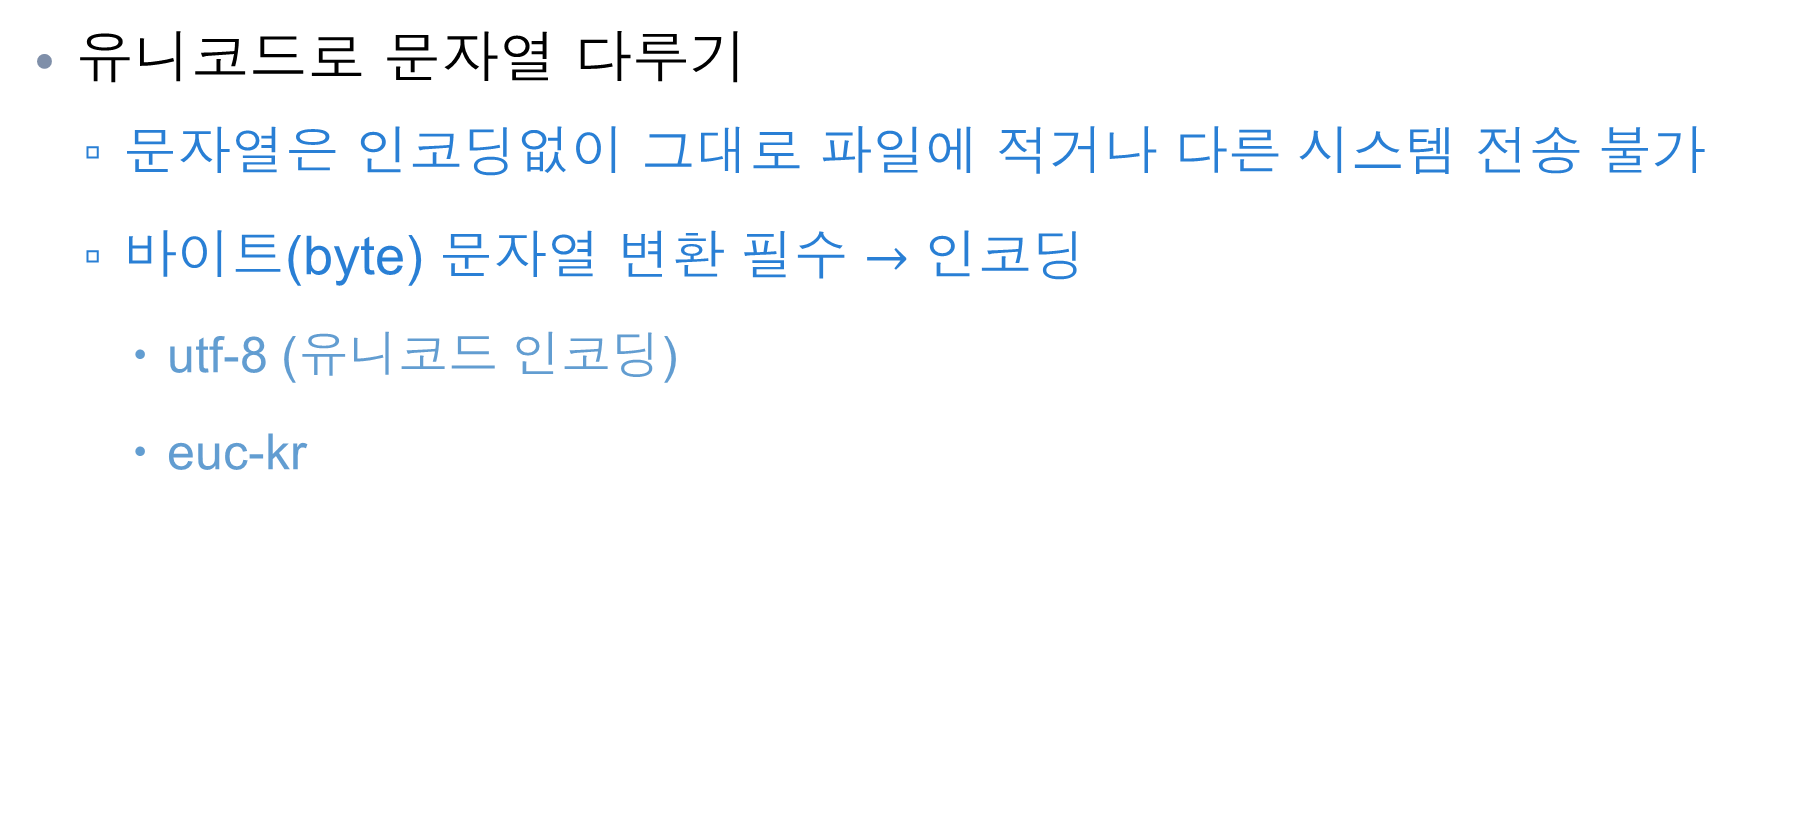 • 유니코드로 문자열 다루기
▫ 문자열은 인코딩없이 그대로 파일에 적거나 다른 시스템 전송 불가
▫ 바이트(byte) 문자열 변환 필수 → 인코딩
• utf-8 (유니코드 인코딩)
• euc-kr